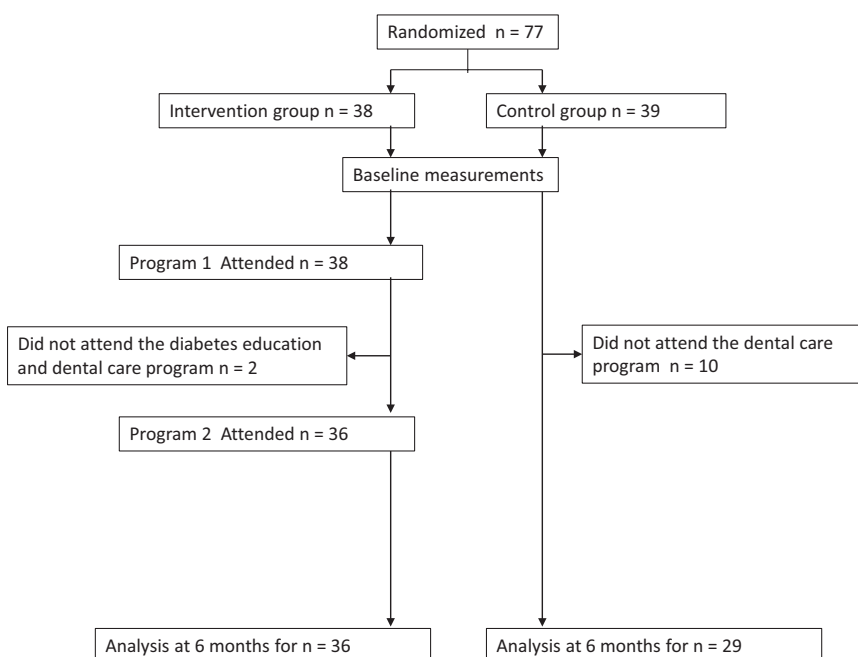 Randomized n = 77
Intervention group n = 38
Control group n = 39
Baseline measurements
Program 1 Attended n = 38
Did not attend the diabetes education
and dental care program n = 2
Did not attend the dental care
program n = 10
Program 2 Attended n = 36
Analysis at 6 months for n = 36
Analysis at 6 months for n = 29